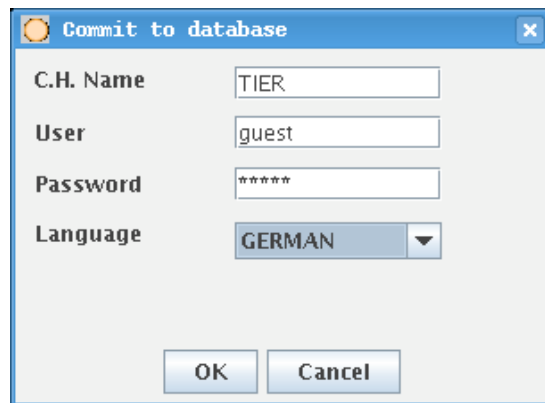 Commit to database
C.H. Name TIER
User guest
Password *****
Language GERMAN
OK Cancel